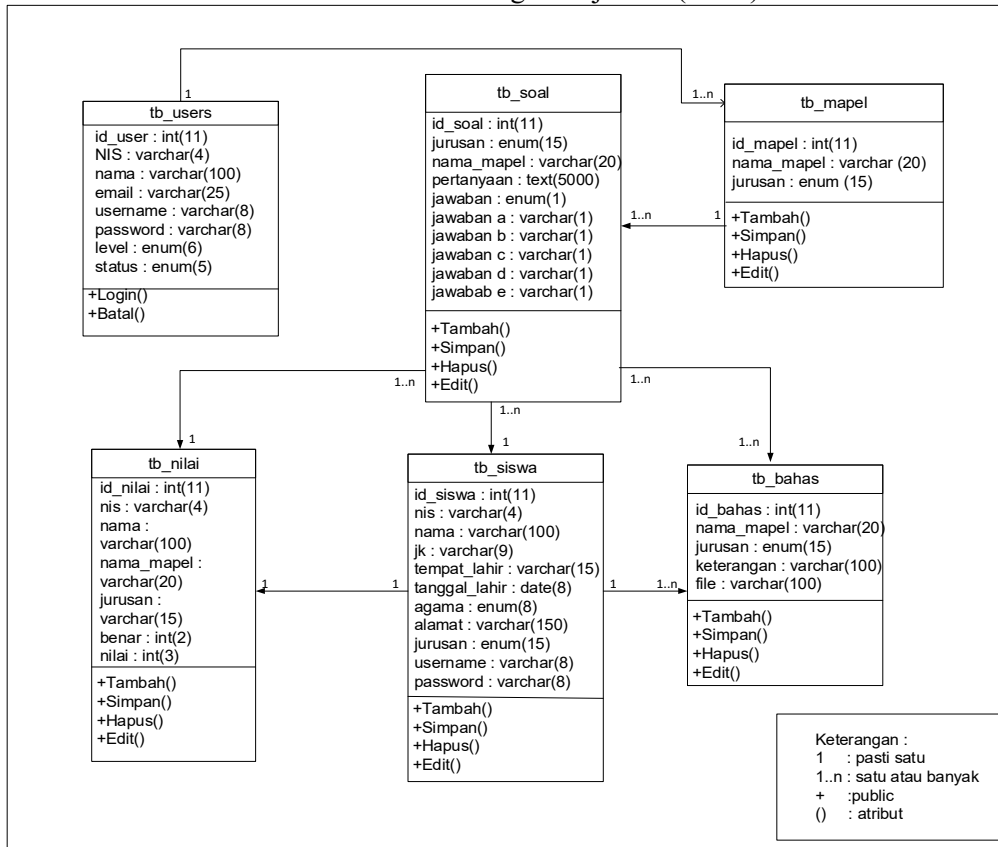 1
1..n
tb_users
id_user : int(11)
NIS : varchar(4)
nama : varchar(100)
email : varchar(25)
username : varchar(8)
password : varchar(8)
level : enum(6)
status : enum(5)
+Login()
+Batal()
tb_soal
id_soal : int(11)
jurusan : enum(15)
nama_mapel : varchar(20)
pertanyaan : text(5000)
jawaban : enum(1)
jawaban a : varchar(1)
jawaban b : varchar(1)
jawaban c : varchar(1)
jawaban d : varchar(1)
jawabab e : varchar(1)
+Tambah()
+Simpan()
+Hapus()
+Edit()
1..n
1
tb_mapel
id_mapel : int(11)
nama_mapel : varchar (20)
jurusan : enum (15)
+Tambah()
+Simpan()
+Hapus()
+Edit()
1..n
1..n
1..n
1
1
1..n
tb_nilai
id_nilai : int(11)
nis : varchar(4)
nama :
varchar(100)
nama_mapel :
varchar(20)
jurusan :
varchar(15)
benar : int(2)
nilai : int(3)
+Tambah()
+Simpan()
+Hapus()
+Edit()
1
1
tb_siswa
id_siswa : int(11)
nis : varchar(4)
nama : varchar(100)
jk : varchar(9)
tempat_lahir : varchar(15)
tanggal_lahir : date(8)
agama : enum(8)
alamat : varchar(150)
jurusan : enum(15)
username : varchar(8)
password : varchar(8)
+Tambah()
+Simpan()
+Hapus()
+Edit()
1
1..n
tb_bahas
id_bahas : int(11)
nama_mapel : varchar(20)
jurusan : enum(15)
keterangan : varchar(100)
file : varchar(100)
+Tambah()
+Simpan()
+Hapus()
+Edit()
Keterangan :
1 : pasti satu
1..n : satu atau banyak
+ :public
() : atribut